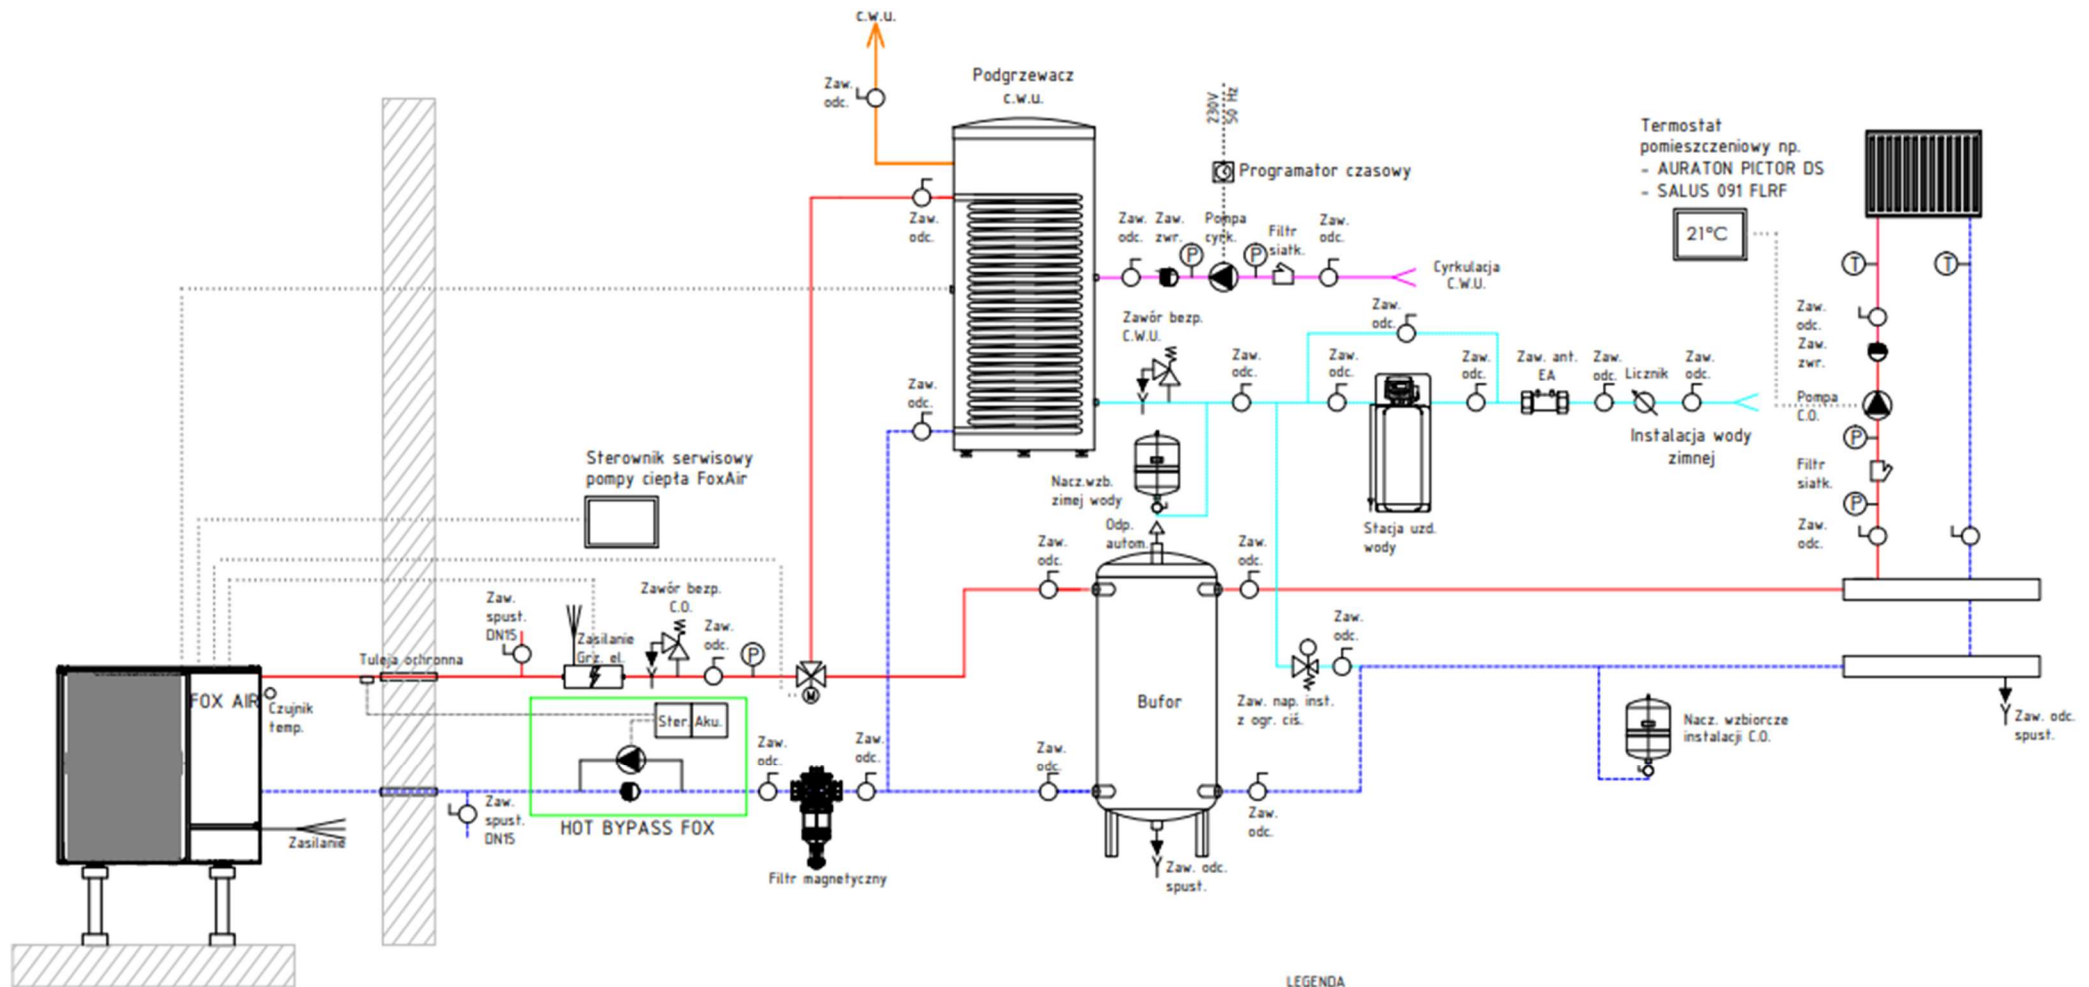 c.w.u.
Zaw.
odc.
Podgrzewacz
c.w.u.
230V
50 Hz
Programator czasowy
Termostat
pomieszczeniowy np.
- AURATON PICTOR DS
- SALUS 091 FLRF
21°C
Zaw.
odc.
Zaw.
odc.
Zaw.
zwr.
P
Pompa
cyrk.
P
Filtr
siatk.
Zaw.
odc.
Cyrkulacja
C.W.U.
T
T
Zawór bezp.
C.W.U.
Zaw.
odc.
Zaw.
odc.
Zaw.
zwr.
Zaw.
odc.
Zaw.
odc.
Zaw.
odc.
Zaw. ant.
EA
Zaw.
odc.
Licznik
Zaw.
odc.
Pompa
C.O.
Zaw.
odc.
Instalacja wody
zimnej
P
Filtr
siatk.
P
Zaw.
odc.
Sterownik serwisowy
pompy ciepła FoxAir
Nacz.wzb.
zimej wody
Odp.
autom.
Stacja uzd.
wody
Zaw.
odc.
Zaw.
odc.
Zaw.
spust.
DN15
Zasilanie
Grz. el.
Zawór bezp.
C.O.
Zaw.
odc.
P
M
Tuleja ochronna
Zaw.
odc.
Zaw. nap. inst.
z ogr. ciś.
FOX AIR
Czujnik
temp.
Ster.
Aku.
Bufor
Nacz. wzbiorcze
instalacji C.O.
Zaw. odc.
spust.
Zaw.
odc.
Zaw.
odc.
Zaw.
odc.
Zaw.
odc.
Zasilanie
Zaw.
spust.
DN15
HOT BYPASS FOX
Filtr magnetyczny
Zaw. odc.
spust.
LEGENDA